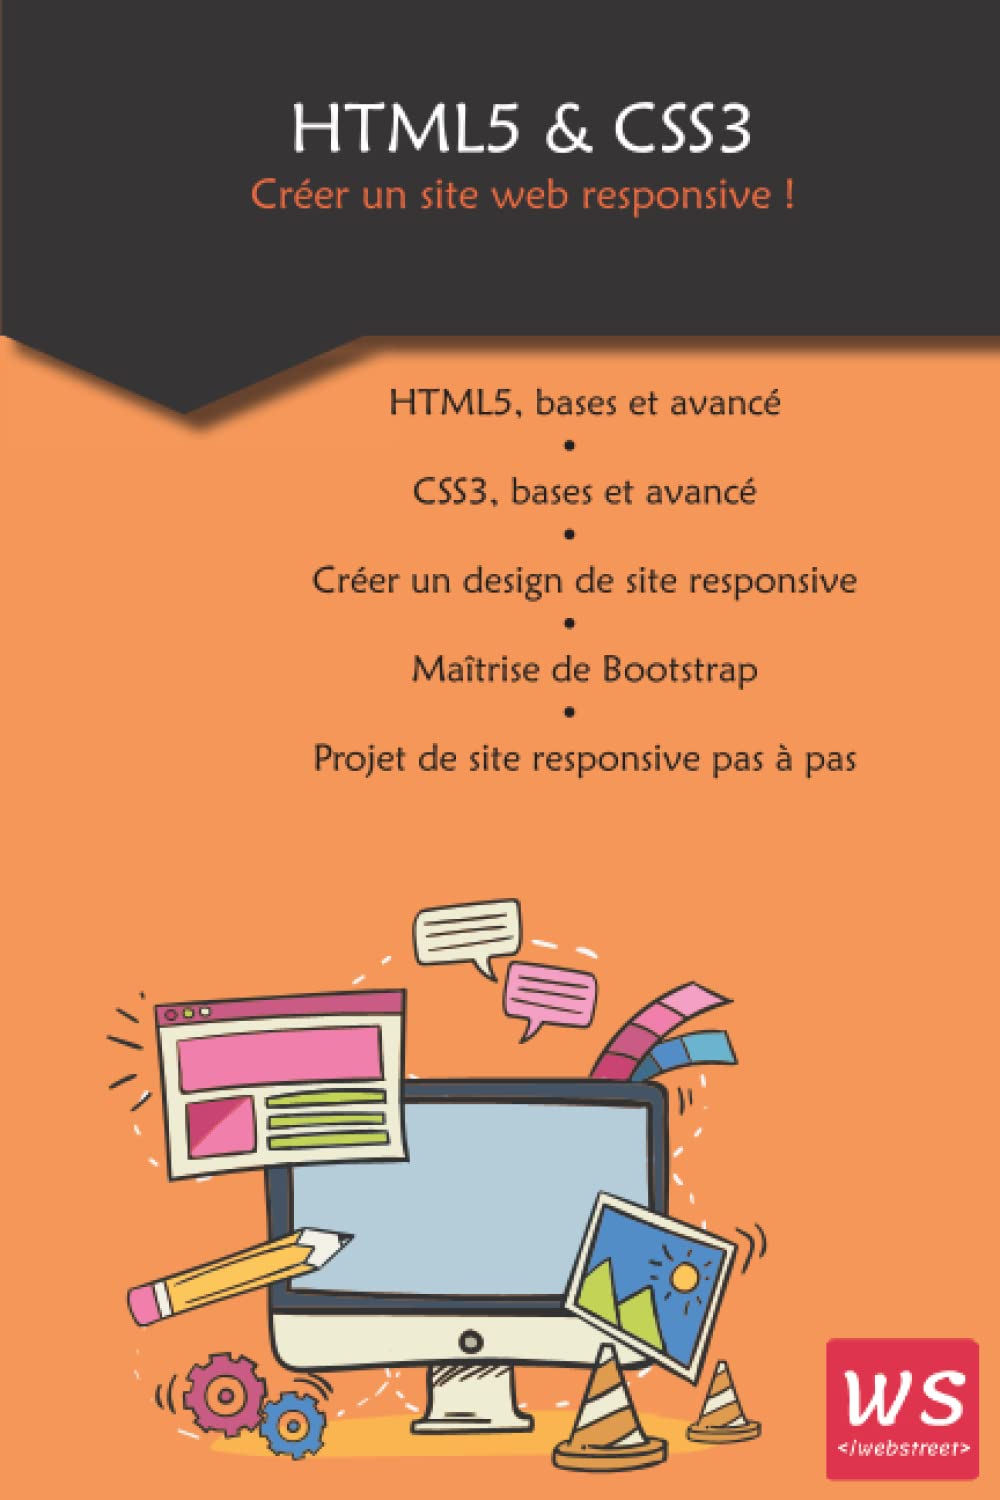 HTML5 & CSS3
Créer un site web responsive !
HTML5, bases et avancé
•
CSS3, bases et avancé
•
Créer un design de site responsive
•
Maîtrise de Bootstrap
•
Projet de site responsive pas à pas
WS
</webstreet>